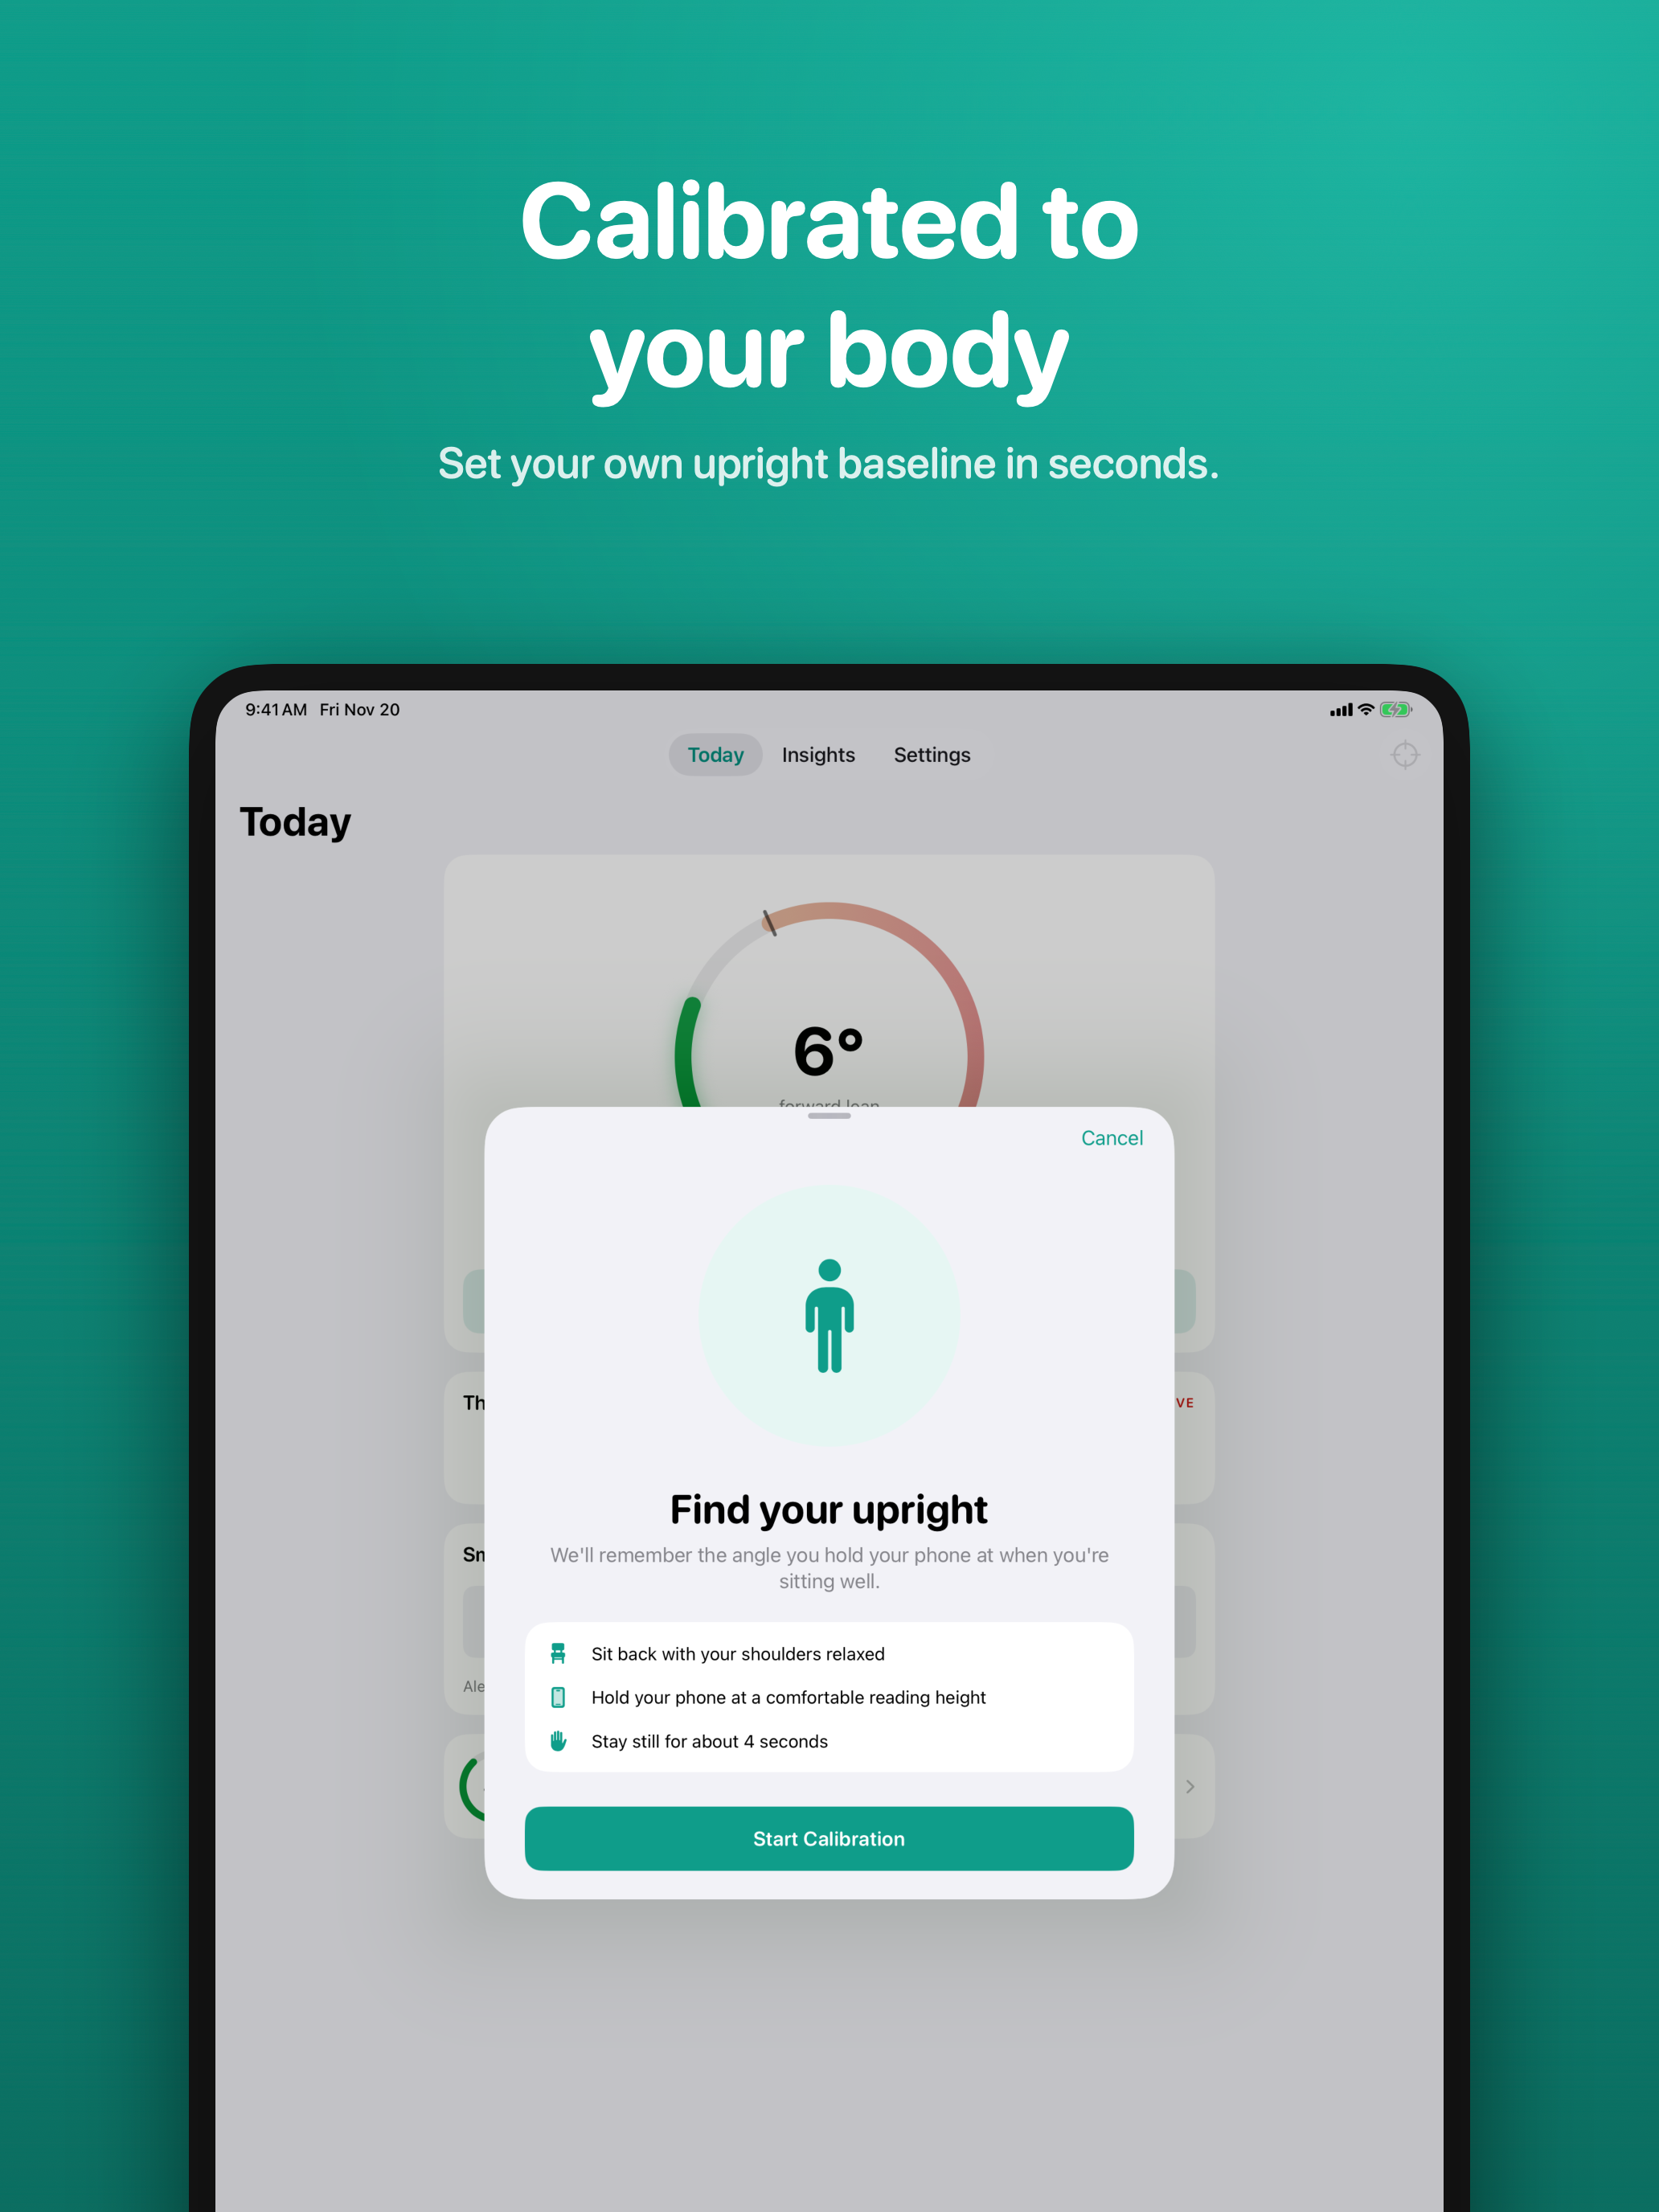 Calibrated to
your body
Set your own upright baseline in seconds.
9:41 AM Fri Nov 20
Today Insights Settings
Today
6°
forward lean
Cancel
Find your upright
We'll remember the angle you hold your phone at when you're
sitting well.
Sit back with your shoulders relaxed
Hold your phone at a comfortable reading height
Stay still for about 4 seconds
Start Calibration